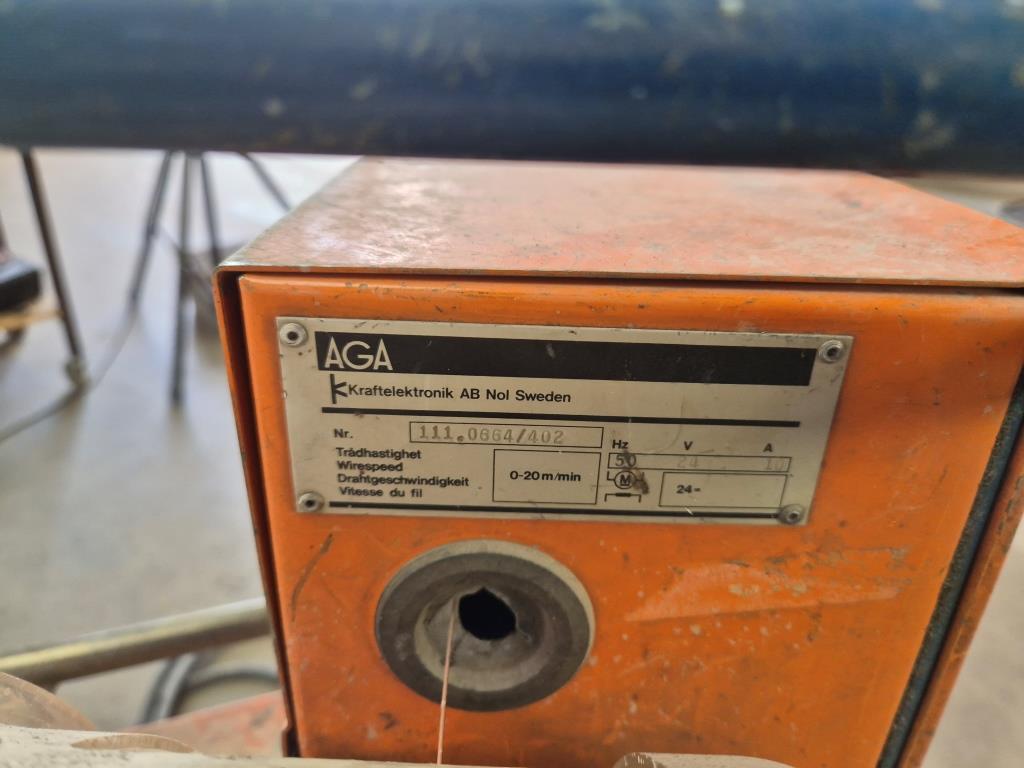 AGA
Kraftelektronik AB Nol Sweden
Nr. 111.0664/402
Hz V A
50 24 10
Trådhastighet
Wirespeed
Drahtgeschwindigkeit
Vitesse du fil
0-20 m/min
M
24=